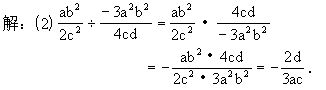 解：(2) ab²/2c² ÷ -3a²b²/4cd = ab²/2c² • 4cd/-3a²b²
= - ab² • 4cd/2c² • 3a²b² = - 2d/3ac .